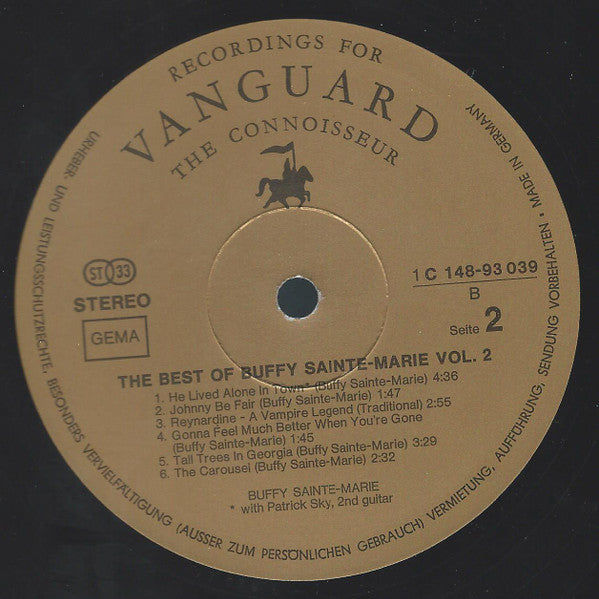 RECORDINGS FOR
VANGUARD
THE CONNOISSEUR
ST 33
STEREO
GEMA
1 C 148-93 039
B
Seite 2
THE BEST OF BUFFY SAINTE-MARIE VOL. 2
1. He Lived Alone In Town* (Buffy Sainte-Marie) 4:36
2. Johnny Be Fair (Buffy Sainte-Marie) 1:47
3. Reynardine - A Vampire Legend (Traditional) 2:55
4. Gonna Feel Much Better When You're Gone
(Buffy Sainte-Marie) 1:45
5. Tall Trees In Georgia (Buffy Sainte-Marie) 3:29
6. The Carousel (Buffy Sainte-Marie) 2:32
BUFFY SAINTE-MARIE
* with Patrick Sky, 2nd guitar
URHEBER- UND LEISTUNGSSCHUTZRECHTE, BESONDERS VERVIELFÄLTIGUNG (AUSSER ZUM PERSÖNLICHEN GEBRAUCH) VERMIETUNG, AUFFÜHRUNG, SENDUNG VORBEHALTEN • MADE IN GERMANY